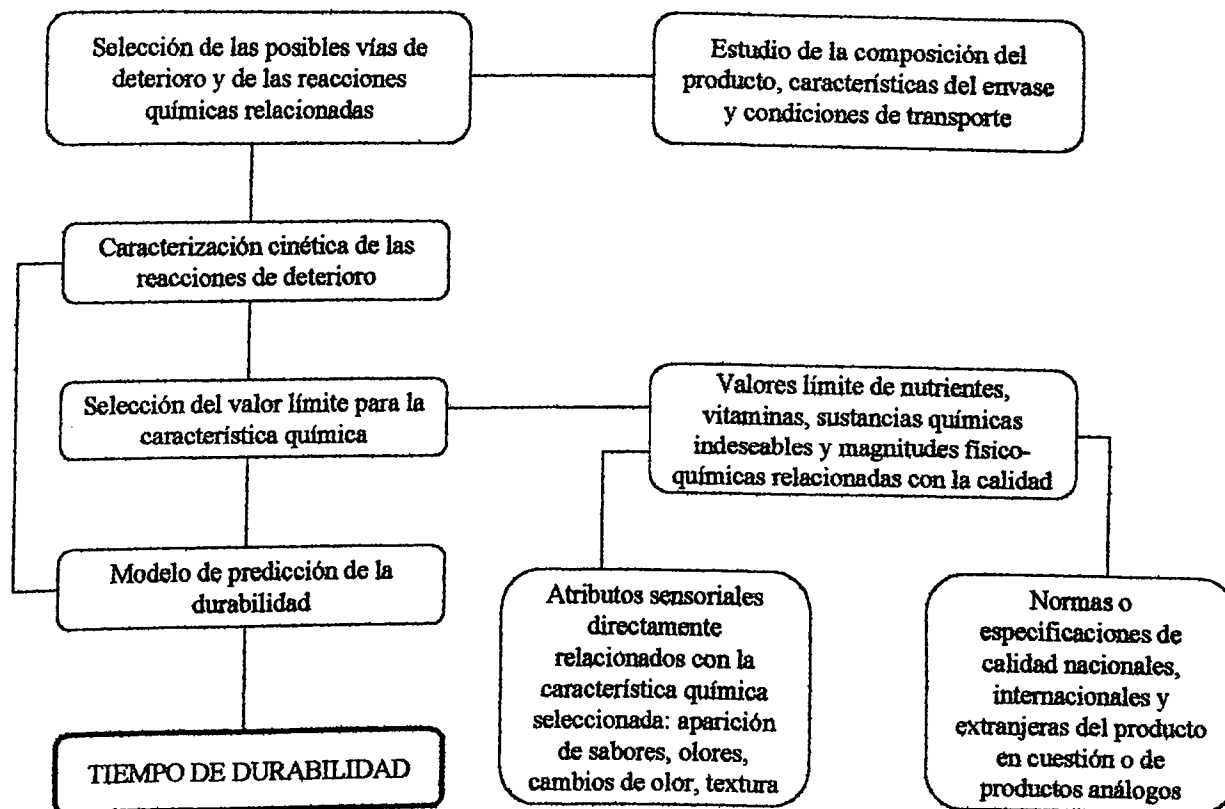 Selección de las posibles vías de
deterioro y de las reacciones
químicas relacionadas
Estudio de la composición del
producto, características del envase
y condiciones de transporte
Caracterización cinética de las
reacciones de deterioro
Selección del valor límite para la
característica química
Valores límite de nutrientes,
vitaminas, sustancias químicas
indeseables y magnitudes físico-
químicas relacionadas con la calidad
Modelo de predicción de la
durabilidad
Atributos sensoriales
directamente
relacionados con la
característica química
seleccionada: aparición
de sabores, olores,
cambios de olor, textura
Normas o
especificaciones de
calidad nacionales,
internacionales y
extranjeras del producto
en cuestión o de
productos análogos
TIEMPO DE DURABILIDAD